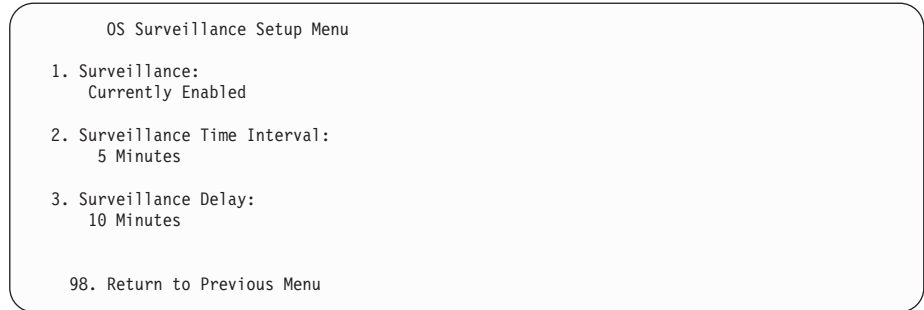 OS Surveillance Setup Menu
1. Surveillance:
Currently Enabled
2. Surveillance Time Interval:
5 Minutes
3. Surveillance Delay:
10 Minutes
98. Return to Previous Menu